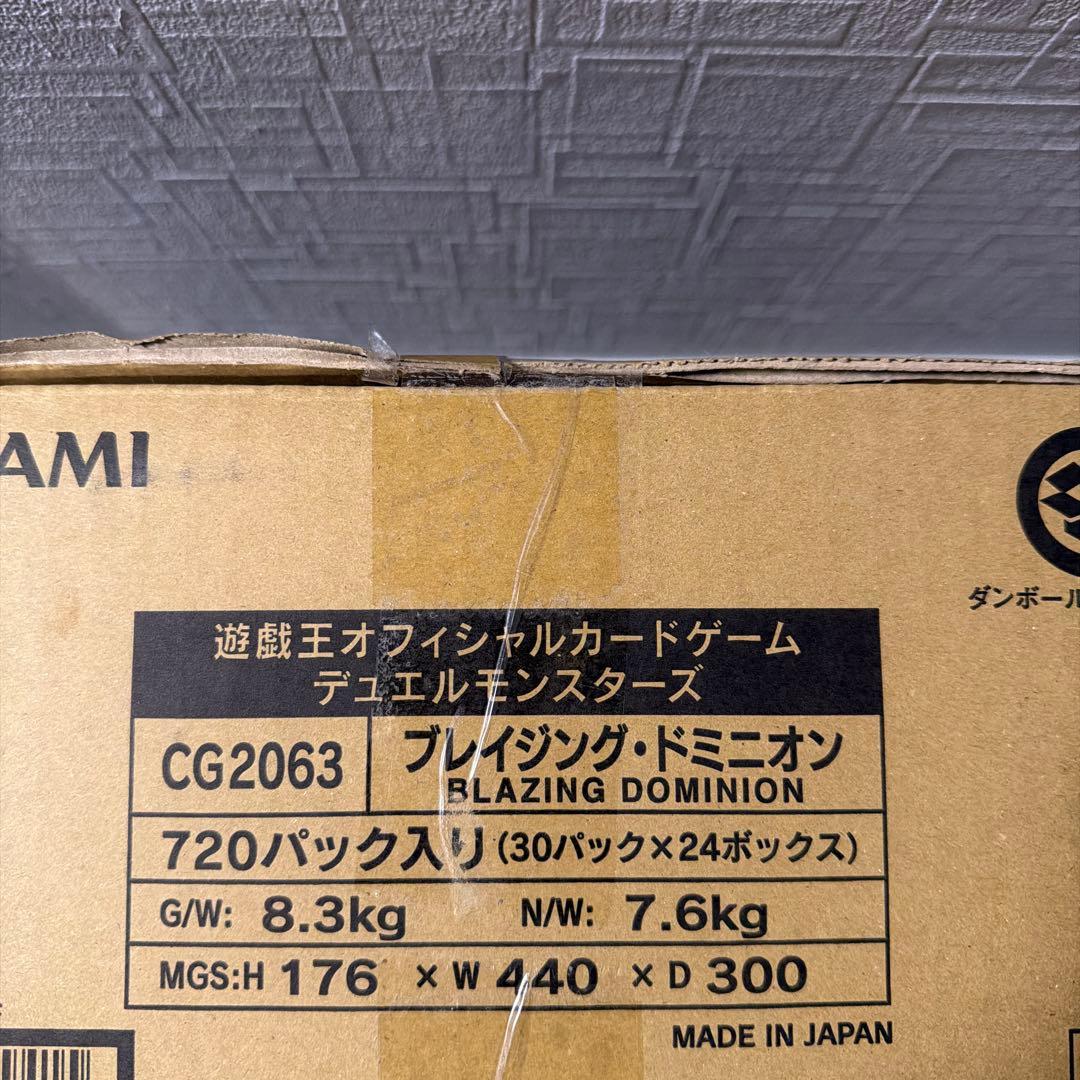 AMI
ダンボール
遊戯王オフィシャルカードゲーム
デュエルモンスターズ
CG2063
ブレイジング・ドミニオン
BLAZING DOMINION
720パック入り(30パック×24ボックス)
G/W: 8.3kg N/W: 7.6kg
MGS:H 176 × W 440 × D 300
MADE IN JAPAN